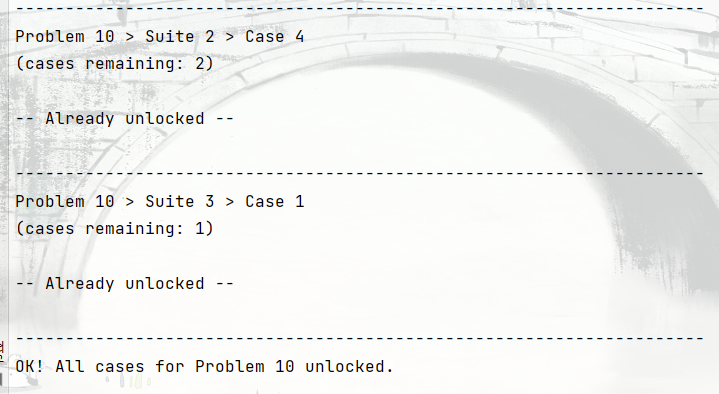 ---------------------------------------------------------------------
Problem 10 > Suite 2 > Case 4
(cases remaining: 2)
-- Already unlocked --
---------------------------------------------------------------------
Problem 10 > Suite 3 > Case 1
(cases remaining: 1)
-- Already unlocked --
---------------------------------------------------------------------
OK! All cases for Problem 10 unlocked.